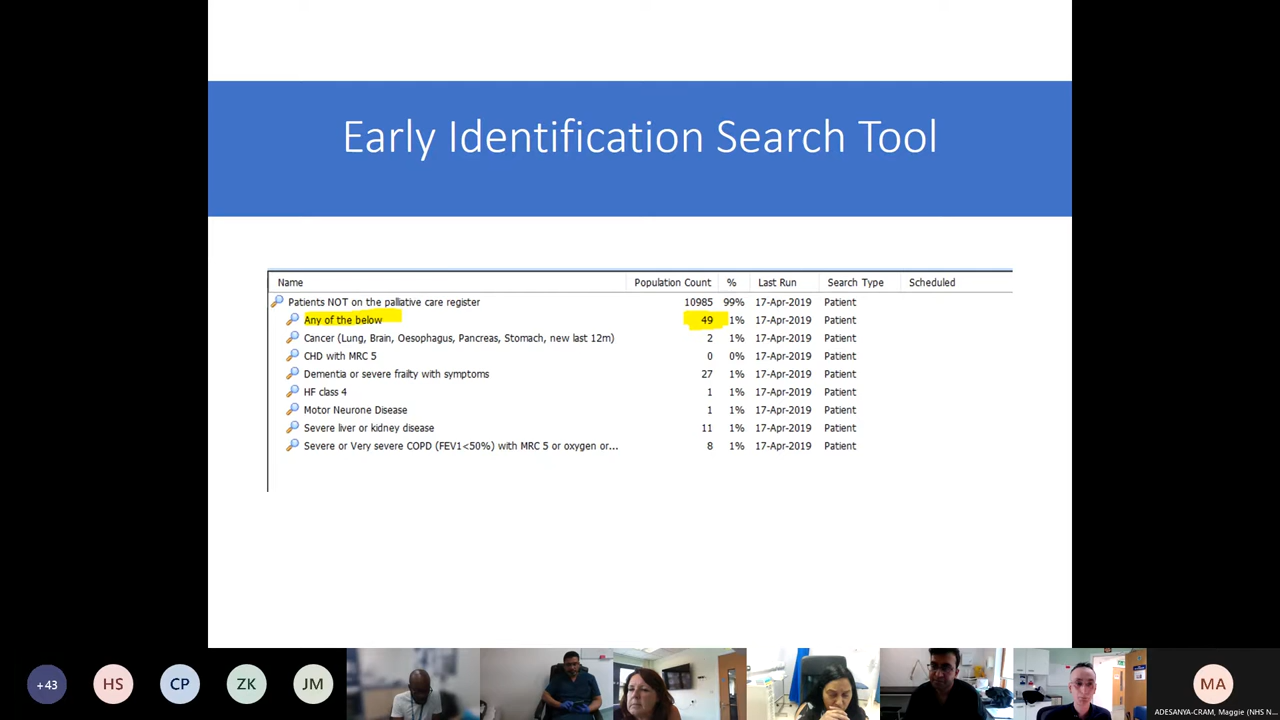 Early Identification Search Tool
Name Population Count % Last Run Search Type Scheduled
Patients NOT on the palliative care register 10985 99% 17-Apr-2019 Patient
Any of the below 49 1% 17-Apr-2019 Patient
Cancer (Lung, Brain, Oesophagus, Pancreas, Stomach, new last 12m) 2 1% 17-Apr-2019 Patient
CHD with MRC 5 0 0% 17-Apr-2019 Patient
Dementia or severe frailty with symptoms 27 1% 17-Apr-2019 Patient
HF class 4 1 1% 17-Apr-2019 Patient
Motor Neurone Disease 1 1% 17-Apr-2019 Patient
Severe liver or kidney disease 11 1% 17-Apr-2019 Patient
Severe or Very severe COPD (FEV1<50%) with MRC 5 or oxygen or... 8 1% 17-Apr-2019 Patient
+43 HS CP ZK JM MA
ADESANYA-CRAM, Maggie (NHS N...